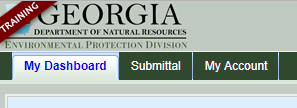 TRAINING
GEORGIA
DEPARTMENT OF NATURAL RESOURCES
ENVIRONMENTAL PROTECTION DIVISION
My Dashboard Submittal My Account